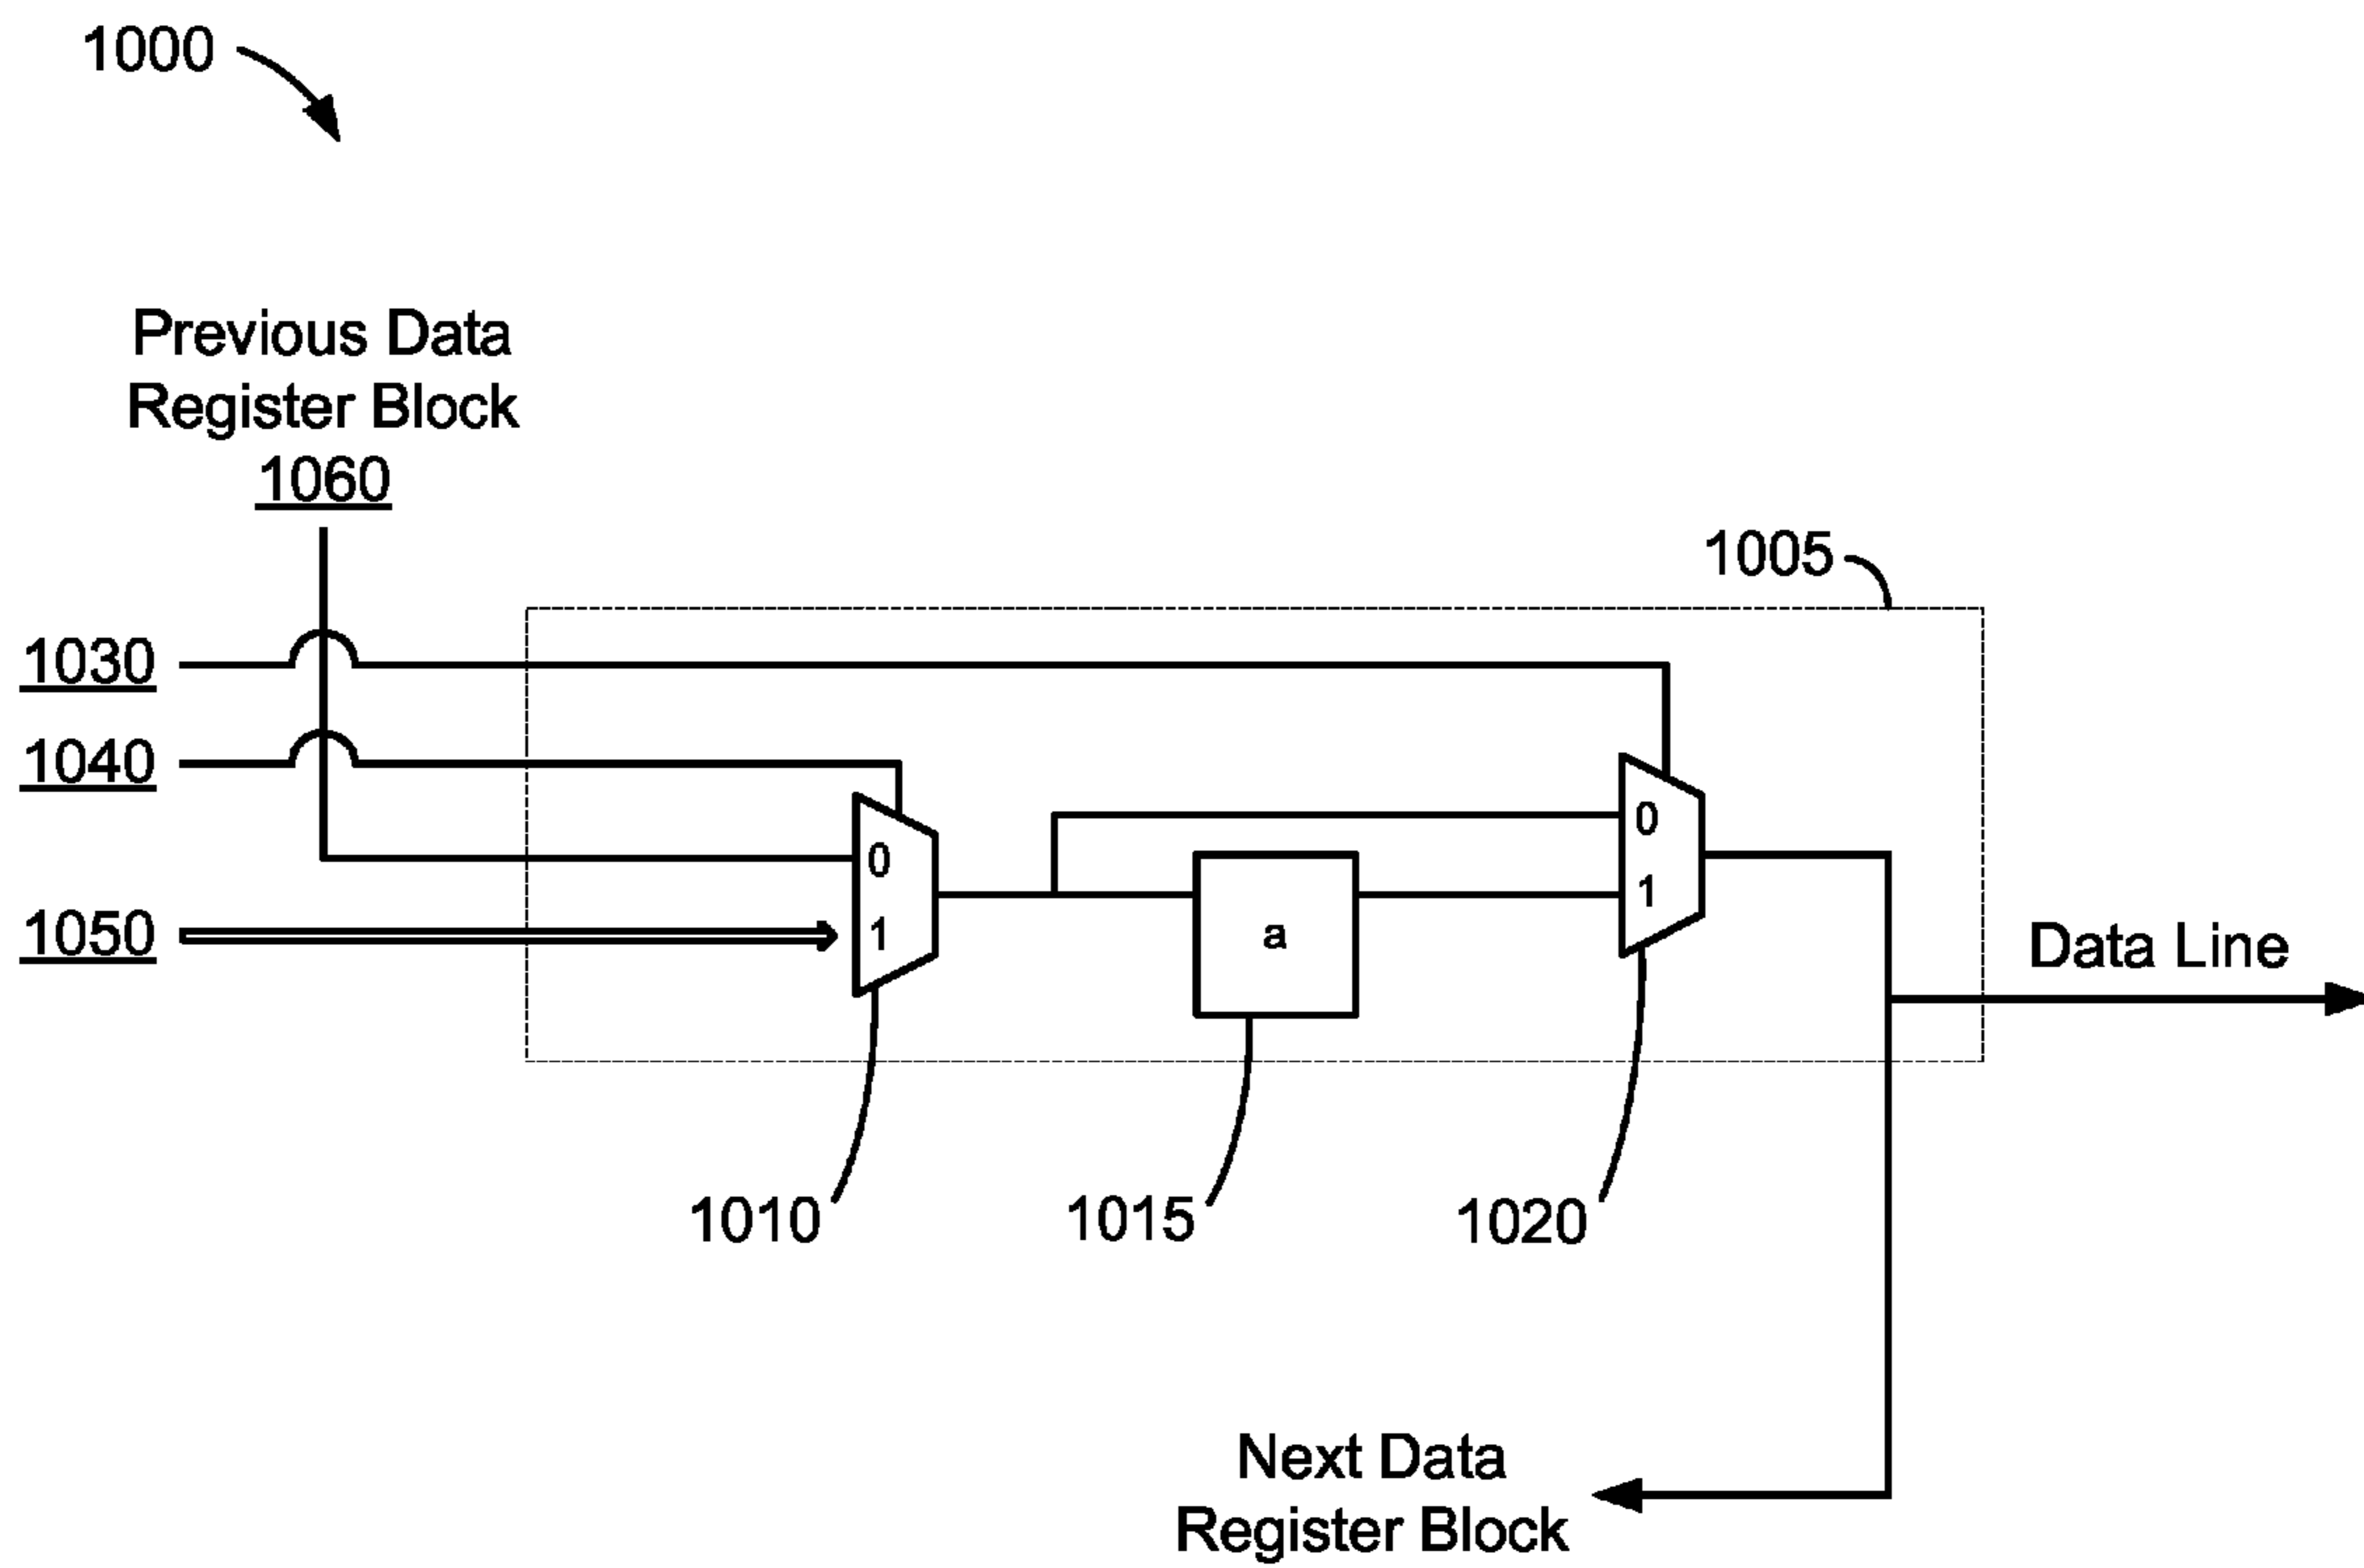 1000
Previous Data
Register Block
1060
1005
1030
1040
0
0
1
1050
1
a
Data Line
1010
1015
1020
Next Data
Register Block